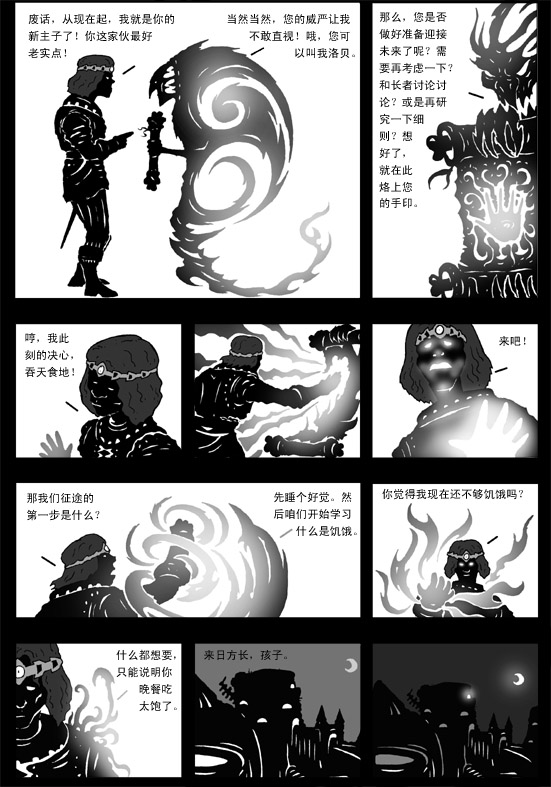 废话，从现在起，我就是你的
新主子了！你这家伙最好
老实点！
当然当然，您的威严让我
不敢直视！哦，您可
以叫我洛贝。
那么，您是否
做好准备迎接
未来了呢？需
要再考虑一下？
和长者讨论讨
论？或是再研
究一下细
则？想
好了，
就在此
烙上您
的手印。
哼，我此
刻的决心，
吞天食地！
来吧！
那我们征途的
第一步是什么？
先睡个好觉。然
后咱们开始学习
什么是饥饿。
你觉得我现在还不够饥饿吗？
什么都想要，
只能说明你
晚餐吃
太饱了。
来日方长，孩子。